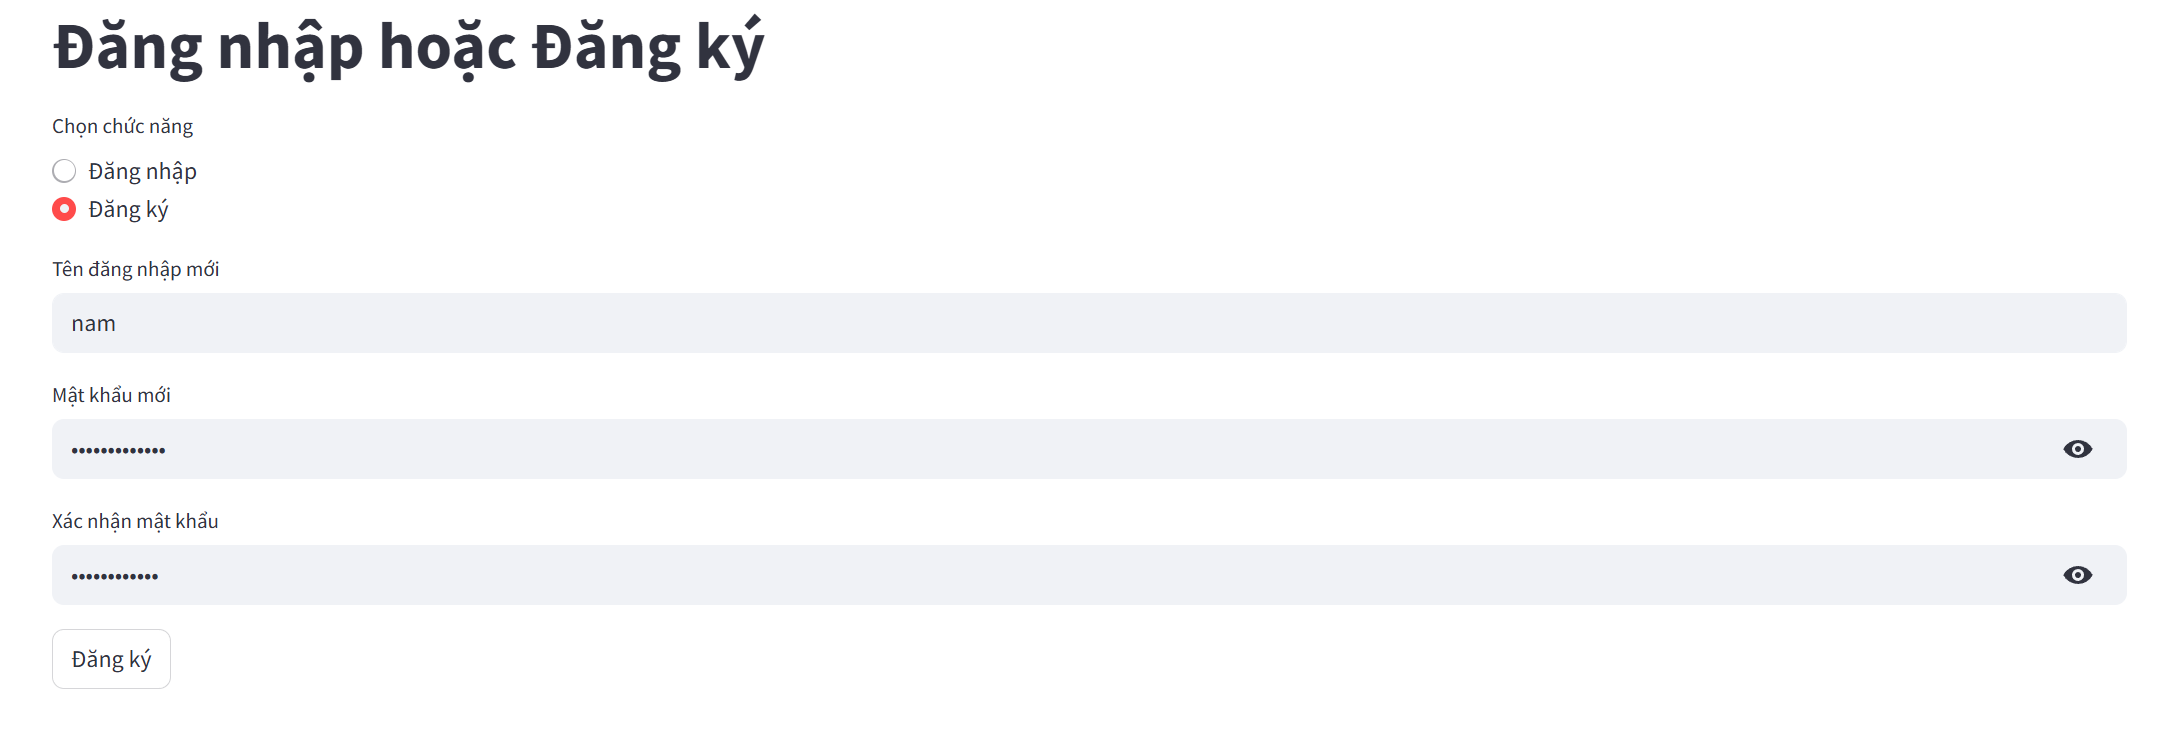 Đăng nhập hoặc Đăng ký
Chọn chức năng
Đăng nhập
Đăng ký
Tên đăng nhập mới
nam
Mật khẩu mới
•••••••••••••
Xác nhận mật khẩu
••••••••••••
Đăng ký